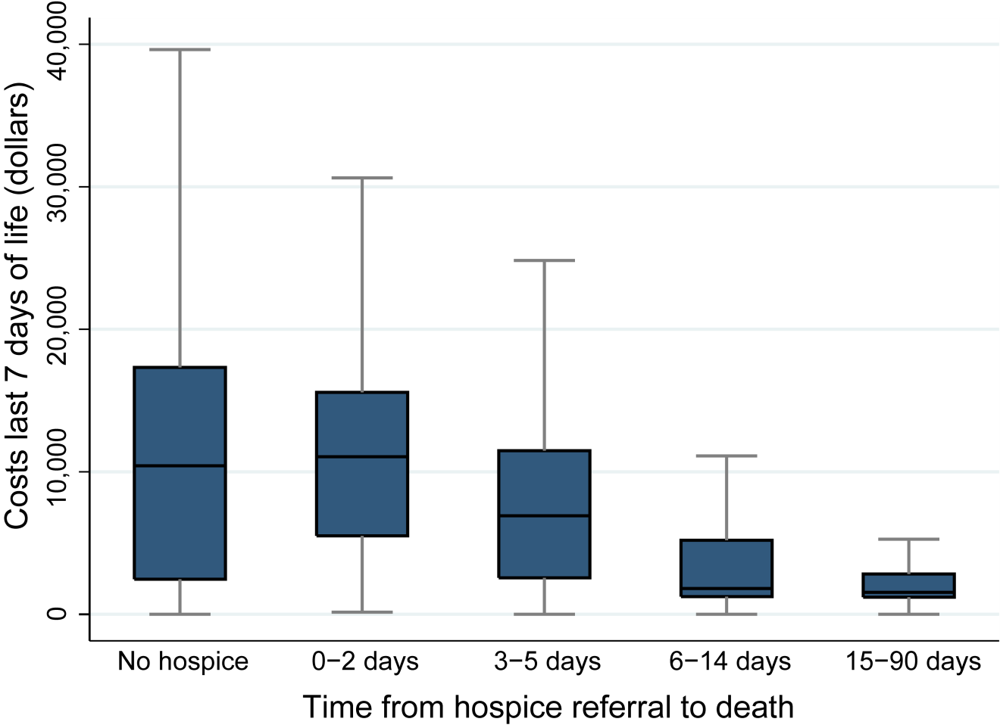 Costs last 7 days of life (dollars)
40,000
30,000
20,000
10,000
0
No hospice
0−2 days
3−5 days
6−14 days
15−90 days
Time from hospice referral to death